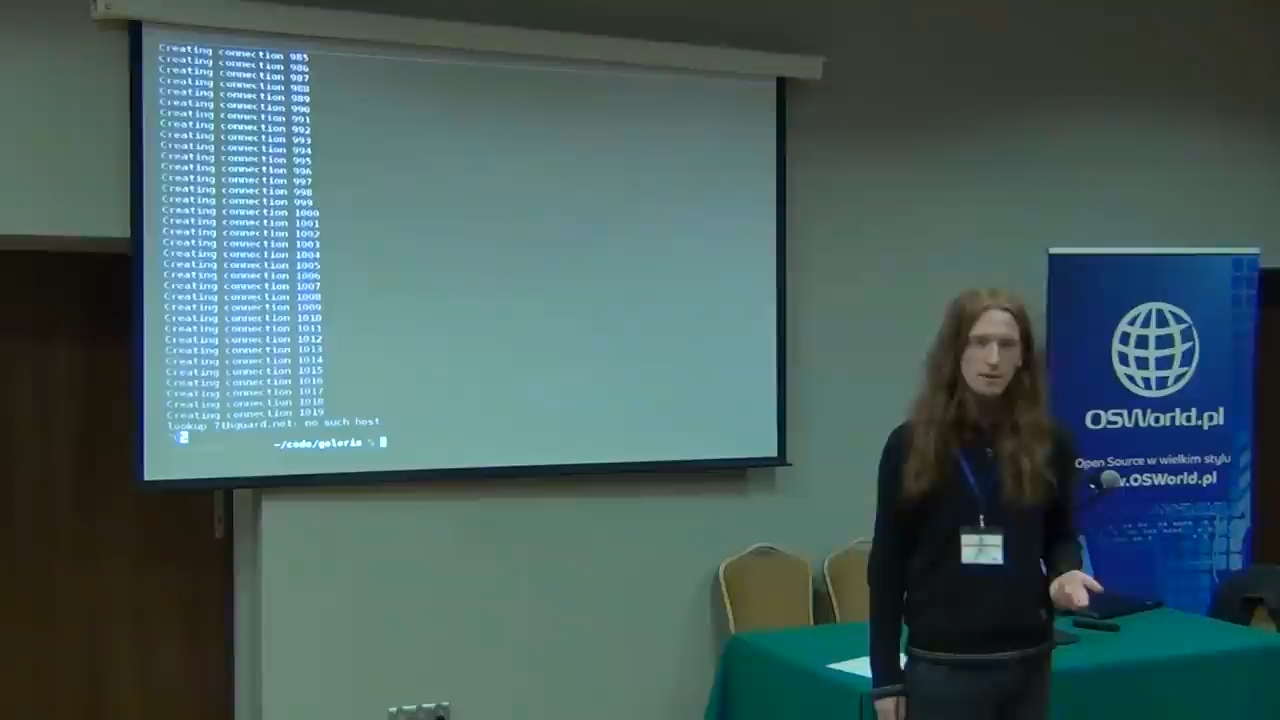 Creating connection 985
Creating connection 986
Creating connection 987
Creating connection 988
Creating connection 989
Creating connection 990
Creating connection 991
Creating connection 992
Creating connection 993
Creating connection 994
Creating connection 995
Creating connection 996
Creating connection 997
Creating connection 998
Creating connection 999
Creating connection 1000
Creating connection 1001
Creating connection 1002
Creating connection 1003
Creating connection 1004
Creating connection 1005
Creating connection 1006
Creating connection 1007
Creating connection 1008
Creating connection 1009
Creating connection 1010
Creating connection 1011
Creating connection 1012
Creating connection 1013
Creating connection 1014
Creating connection 1015
Creating connection 1016
Creating connection 1017
Creating connection 1018
Creating connection 1019
lookup no such host
~/code/goloris %
OSWorld.pl
Open Source w wielkim stylu
.OSWorld.pl